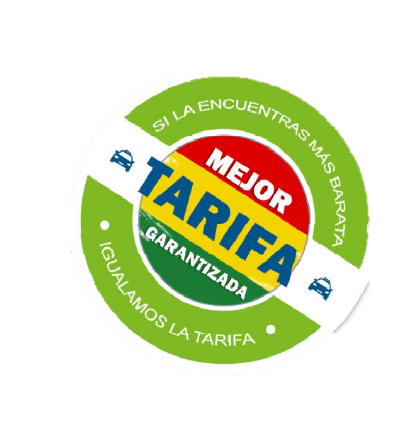 SI LA ENCUENTRAS MÁS BARATA
MEJOR
TARIFA
GARANTIZADA
IGUALAMOS LA TARIFA